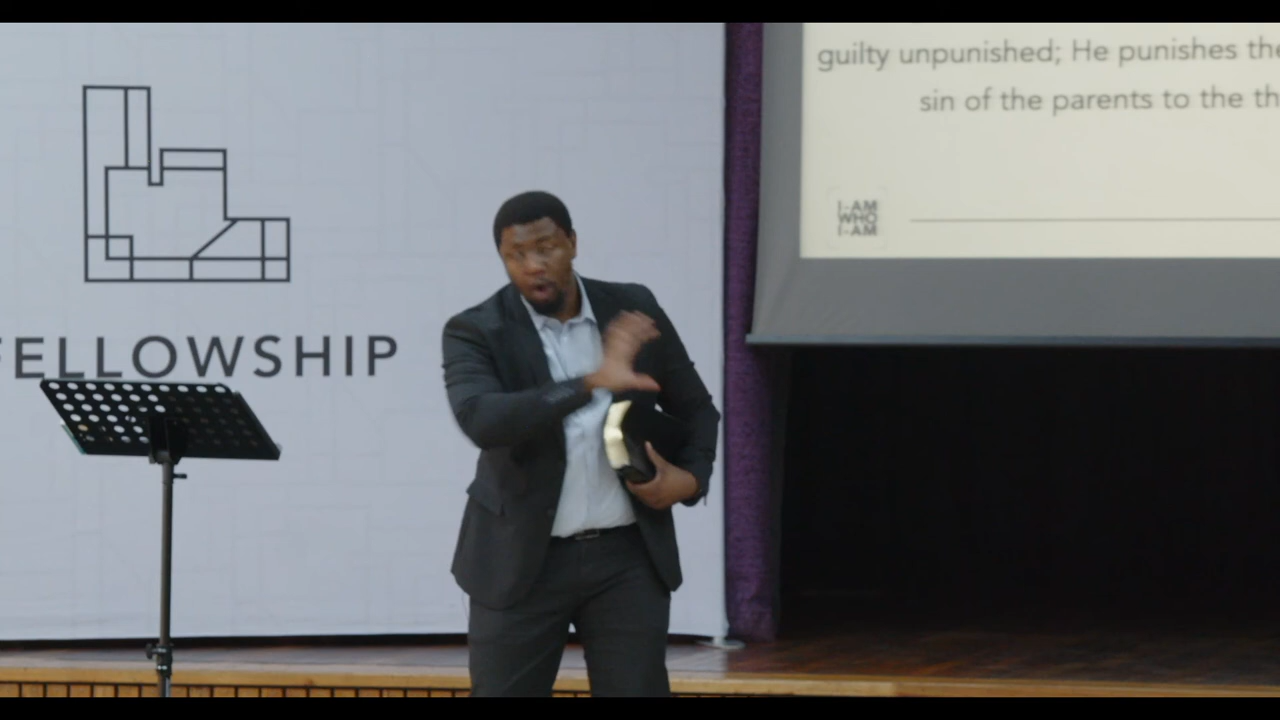 FELLOWSHIP
guilty unpunished; He punishes the
sin of the parents to the th
I-AM
WHO
I-AM